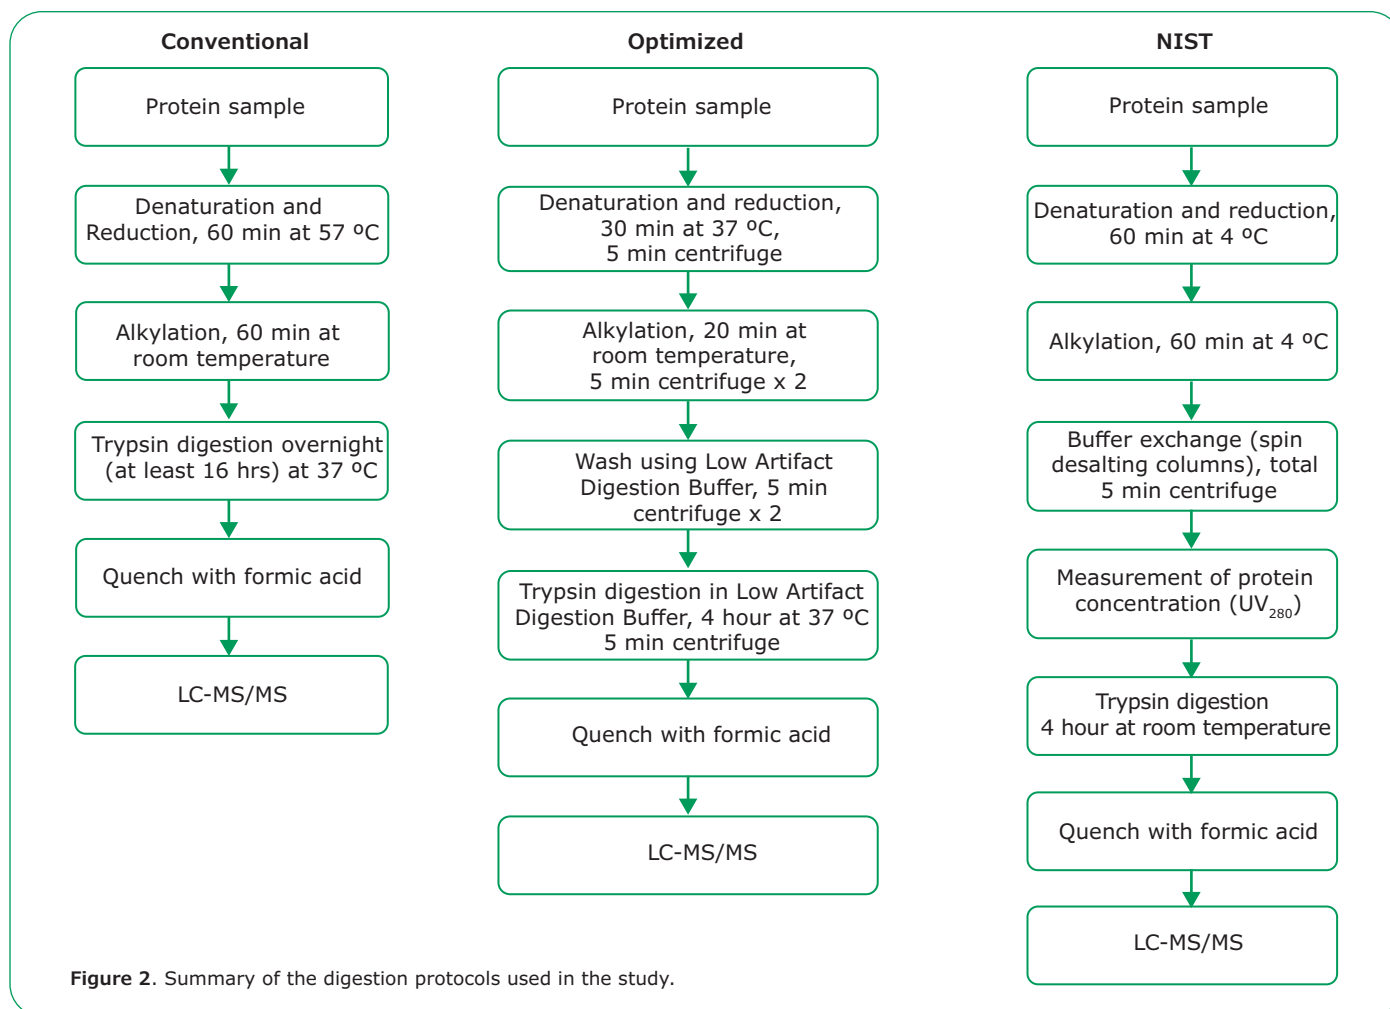 Conventional
Protein sample
Denaturation and
Reduction, 60 min at 57 ºC
Alkylation, 60 min at
room temperature
Trypsin digestion overnight
(at least 16 hrs) at 37 ºC
Quench with formic acid
LC-MS/MS
Optimized
Protein sample
Denaturation and reduction,
30 min at 37 ºC,
5 min centrifuge
Alkylation, 20 min at
room temperature,
5 min centrifuge x 2
Wash using Low Artifact
Digestion Buffer, 5 min
centrifuge x 2
Trypsin digestion in Low Artifact
Digestion Buffer, 4 hour at 37 ºC
5 min centrifuge
Quench with formic acid
LC-MS/MS
NIST
Protein sample
Denaturation and reduction,
60 min at 4 ºC
Alkylation, 60 min at 4 ºC
Buffer exchange (spin
desalting columns), total
5 min centrifuge
Measurement of protein
concentration (UV₂₈₀)
Trypsin digestion
4 hour at room temperature
Quench with formic acid
LC-MS/MS
Figure 2. Summary of the digestion protocols used in the study.